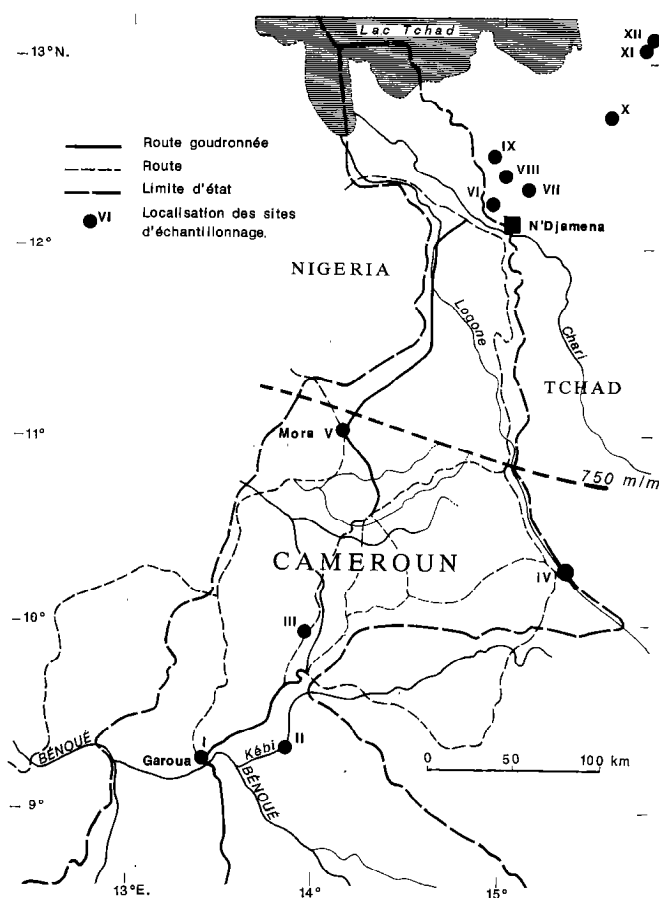 Lac Tchad
XII
XI
13°N.
X
Route goudronnée
Route
Limite d'état
VI Localisation des sites
d'échantillonnage.
IX
VIII
VII
VI
N'Djamena
12°
NIGERIA
Logone
Chari
TCHAD
11°
Mora V
750 m/m
CAMEROUN
IV
10°
III
BÉNOUÉ
Garoua
I
Kébi
II
BÉNOUÉ
0 50 100 km
9°
13°E.
14°
15°